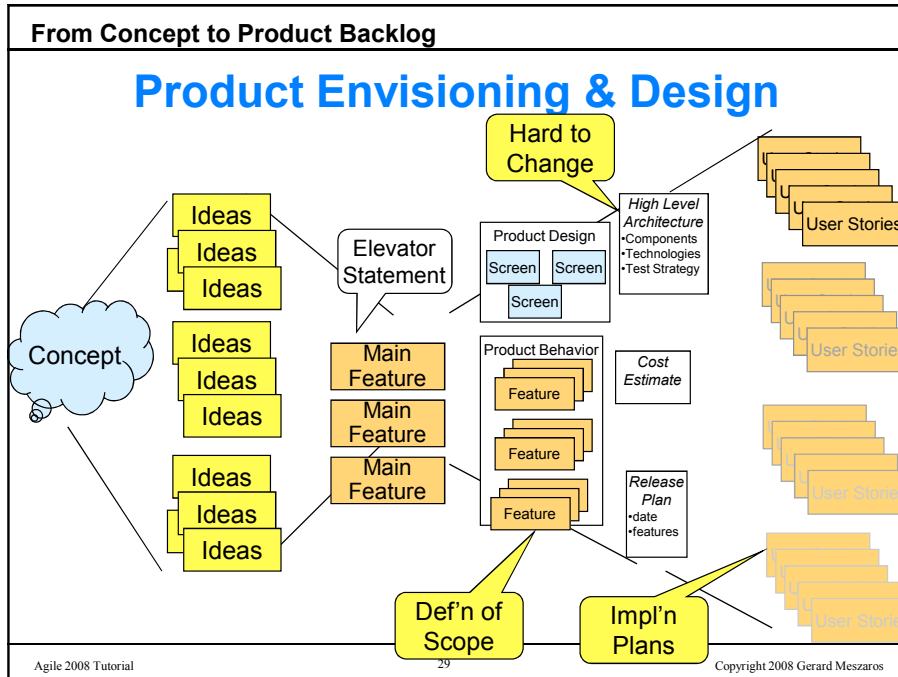 From Concept to Product Backlog
Product Envisioning & Design
Hard to
Change
Ideas
Ideas
Ideas
Ideas
Ideas
Ideas
Ideas
Ideas
Ideas
Concept
Elevator
Statement
Main
Feature
Main
Feature
Main
Feature
Product Design
Screen
Screen
Screen
Product Behavior
Feature
Feature
Feature
High Level
Architecture
•Components
•Technologies
•Test Strategy
Cost
Estimate
Release
Plan
•date
•features
User Stories
User Stories
User Stories
User Stories
Def'n of
Scope
Impl'n
Plans
Agile 2008 Tutorial
29
Copyright 2008 Gerard Meszaros